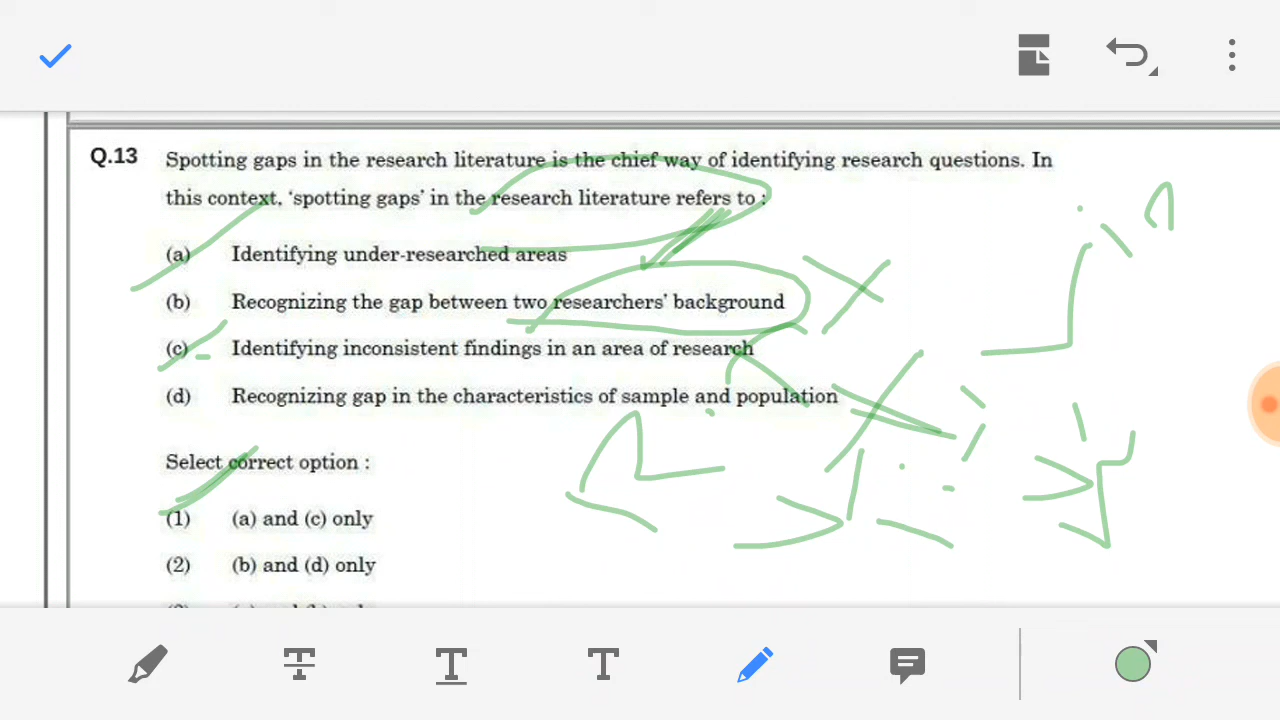 Q.13 Spotting gaps in the research literature is the chief way of identifying research questions. In
this context, 'spotting gaps' in the research literature refers to :
(a) Identifying under-researched areas
(b) Recognizing the gap between two researchers' background
(c) Identifying inconsistent findings in an area of research
(d) Recognizing gap in the characteristics of sample and population
Select correct option :
(1) (a) and (c) only
(2) (b) and (d) only